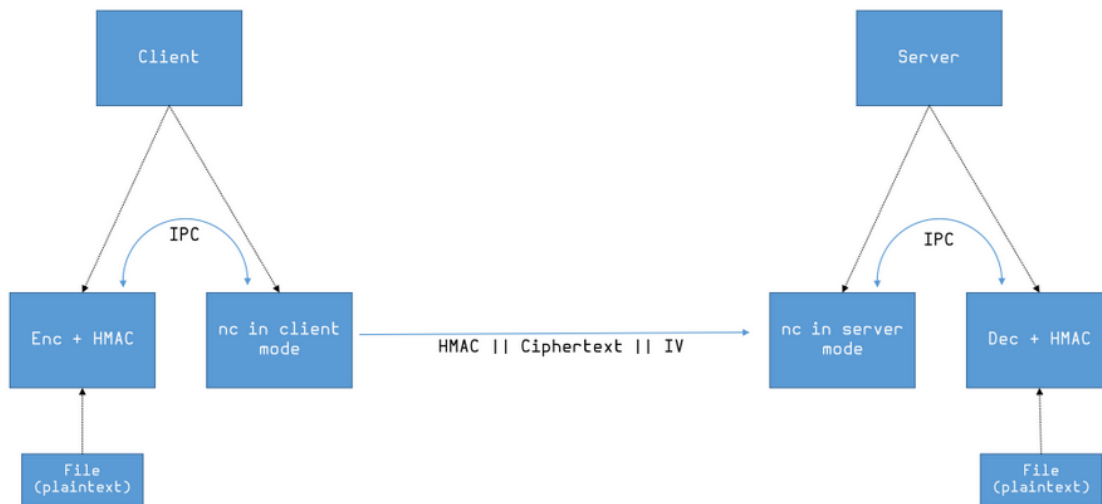 Client
Server
IPC
IPC
Enc + HMAC
nc in client
mode
HMAC || Ciphertext || IV
nc in server
mode
Dec + HMAC
File
(plaintext)
File
(plaintext)